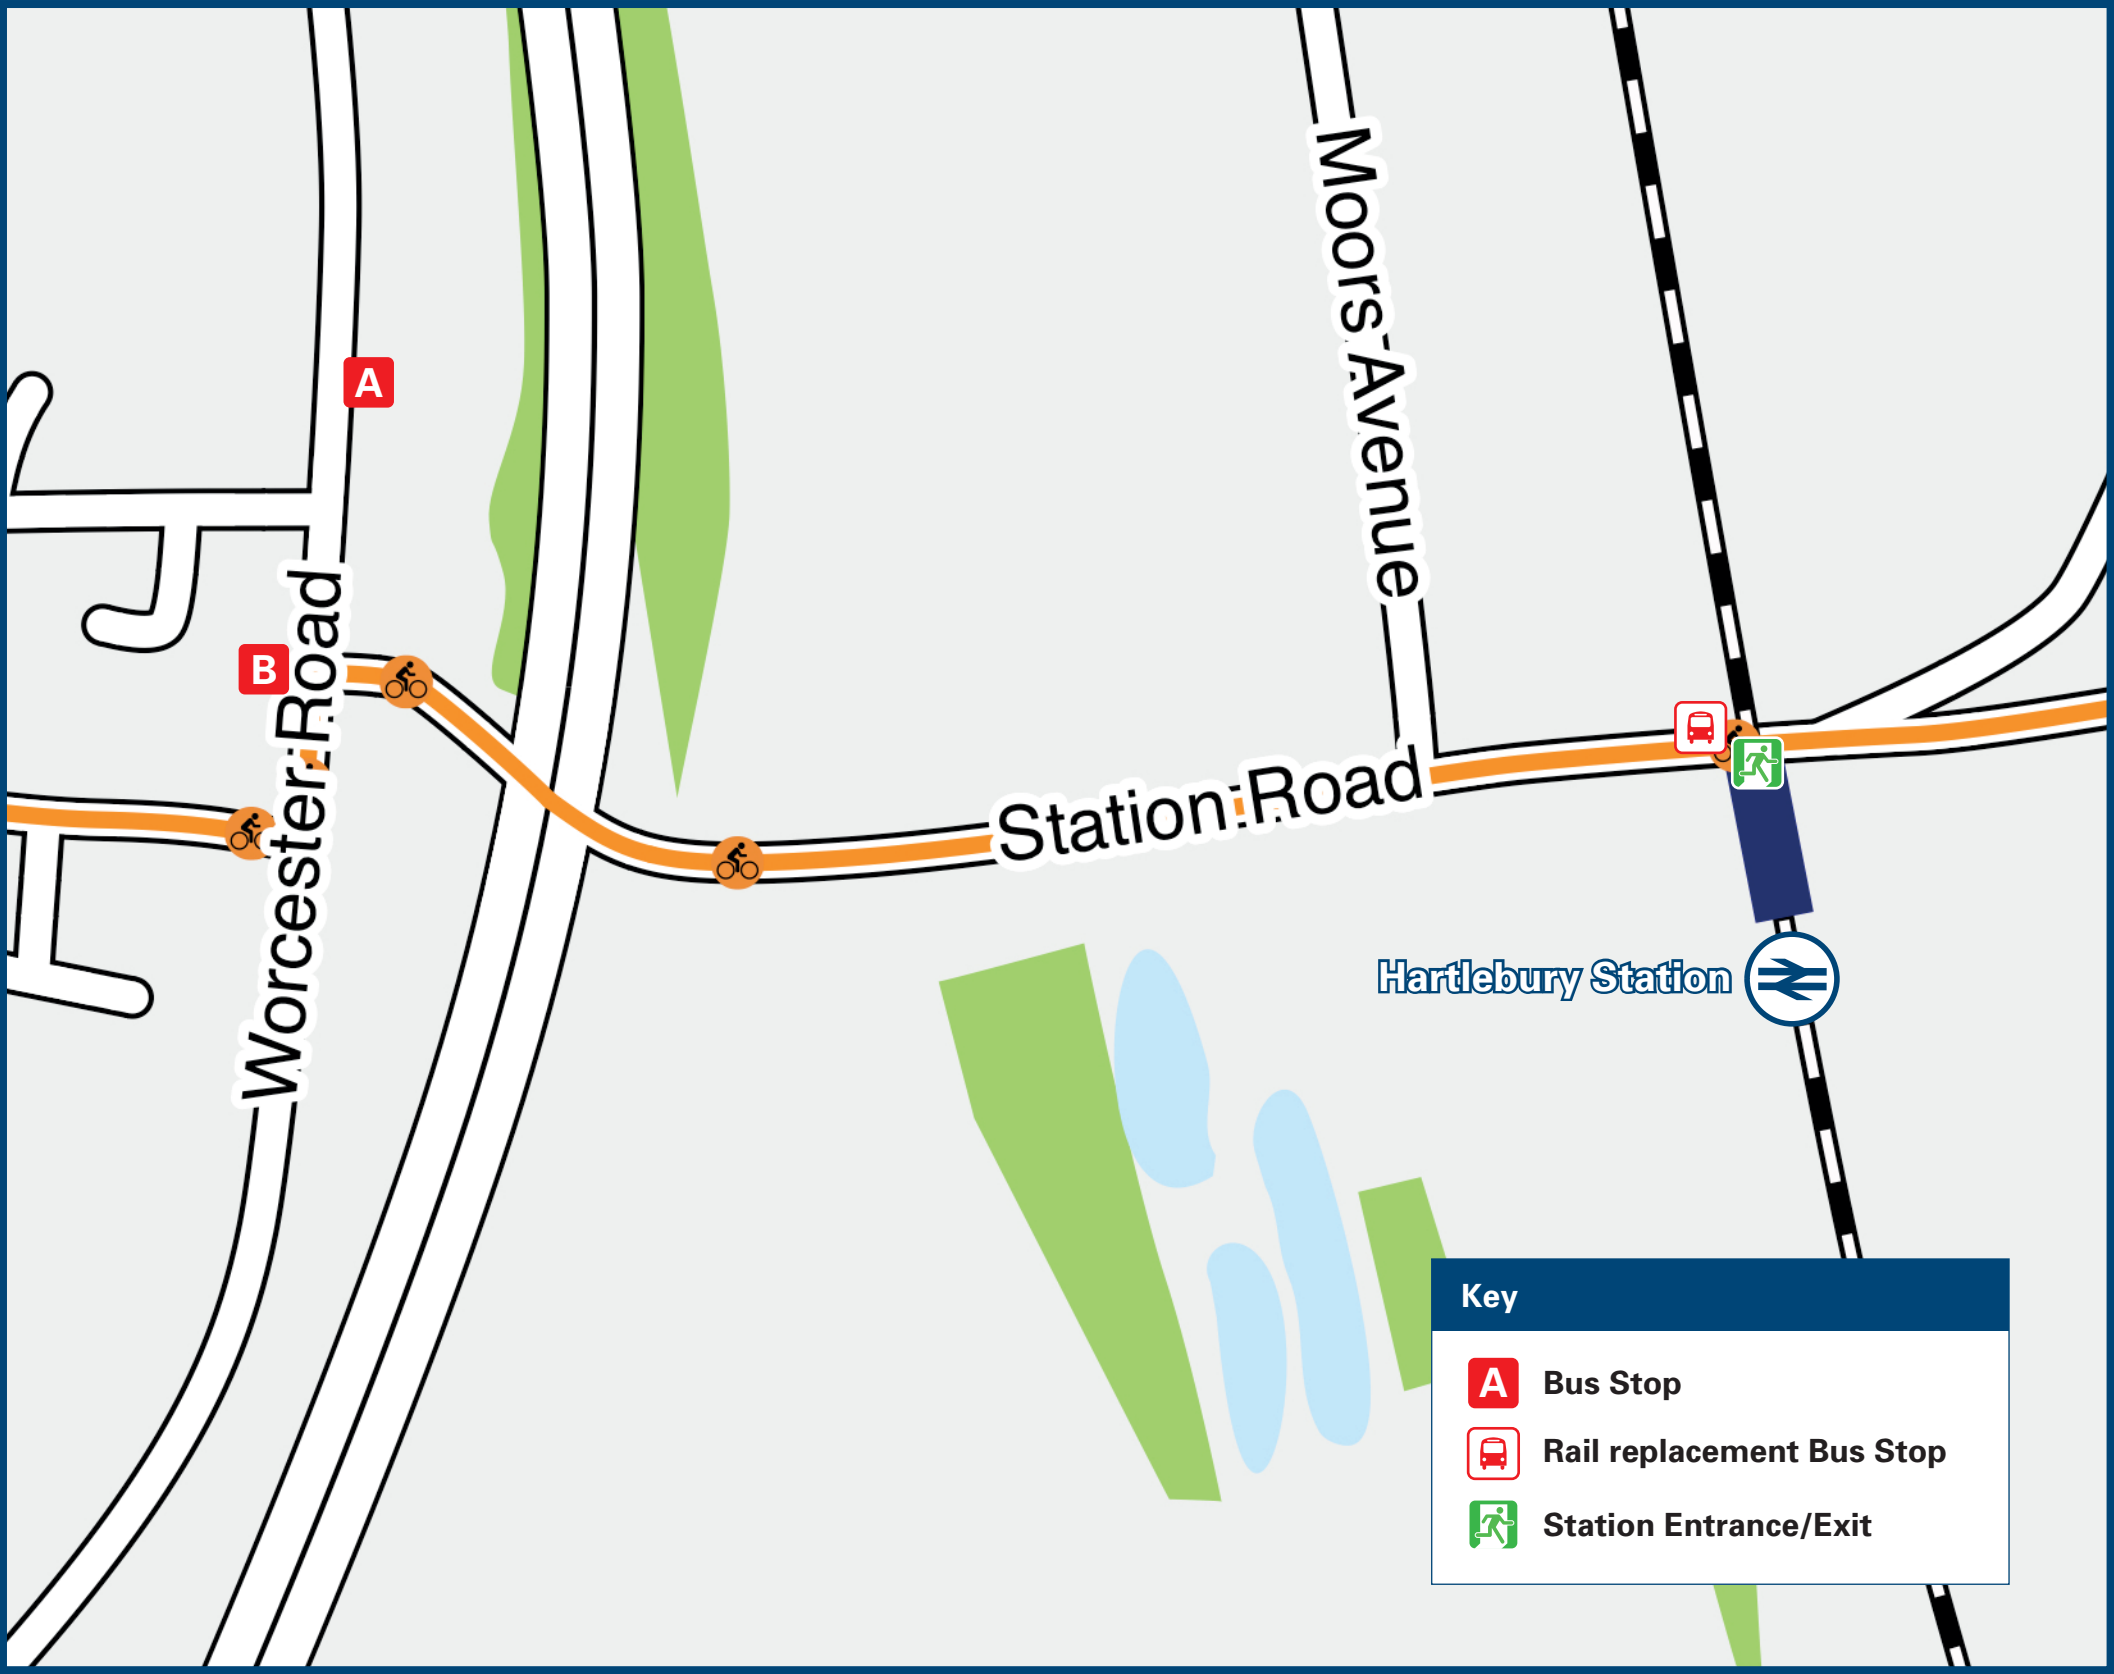 Moors Avenue
A
B
Worcester Road
Station Road
Hartlebury Station
Key
A Bus Stop
Rail replacement Bus Stop
Station Entrance/Exit